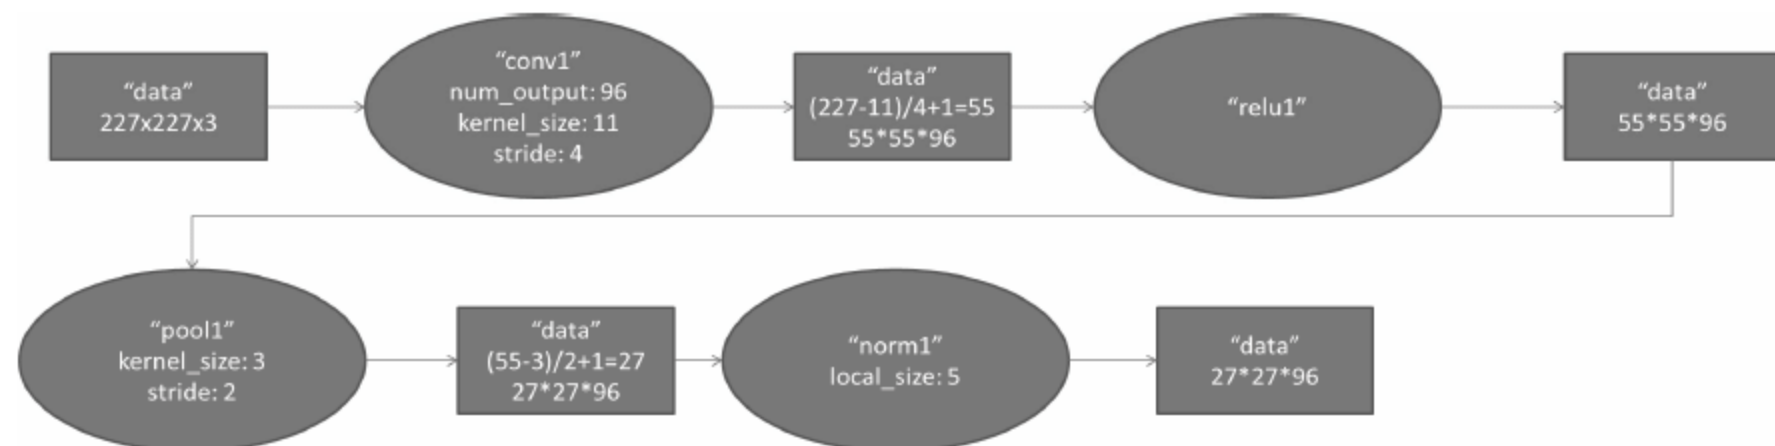 “data”
227x227x3
“conv1”
num_output: 96
kernel_size: 11
stride: 4
“data”
(227-11)/4+1=55
55*55*96
“relu1”
“data”
55*55*96
“pool1”
kernel_size: 3
stride: 2
“data”
(55-3)/2+1=27
27*27*96
“norm1”
local_size: 5
“data”
27*27*96